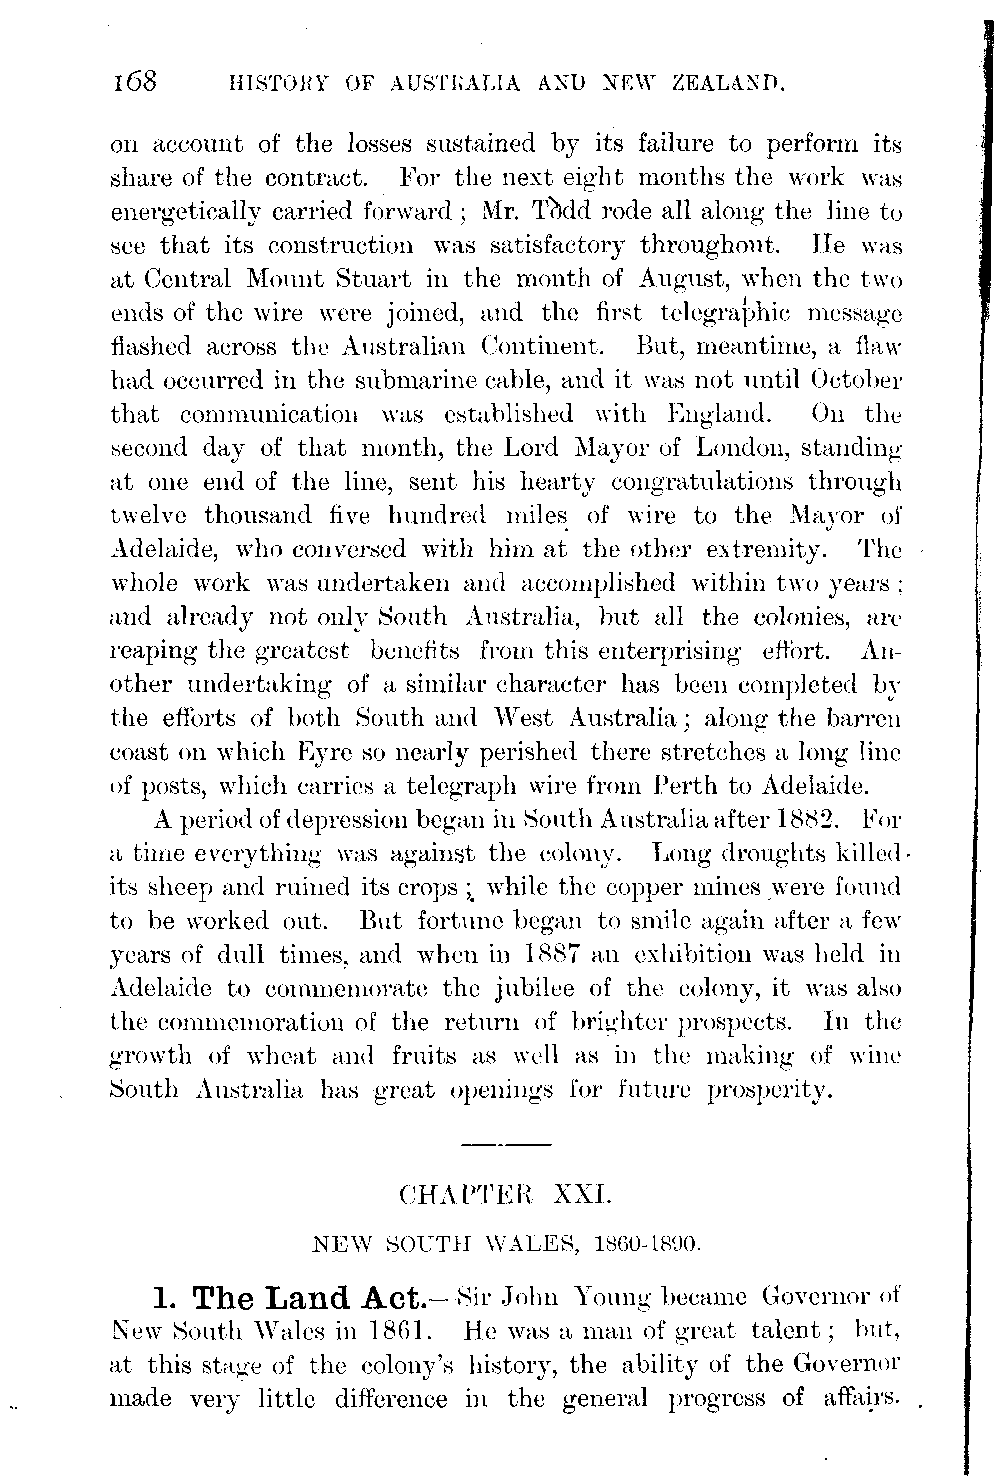 168 HISTORY OF AUSTRALIA AND NEW ZEALAND.
on account of the losses sustained by its failure to perform its
share of the contract. For the next eight months the work was
energetically carried forward; Mr. Todd rode all along the line to
see that its construction was satisfactory throughout. He was
at Central Mount Stuart in the month of August, when the two
ends of the wire were joined, and the first telegraphic message
flashed across the Australian Continent. But, meantime, a flaw
had occurred in the submarine cable, and it was not until October
that communication was established with England. On the
second day of that month, the Lord Mayor of London, standing
at one end of the line, sent his hearty congratulations through
twelve thousand five hundred miles of wire to the Mayor of
Adelaide, who conversed with him at the other extremity. The
whole work was undertaken and accomplished within two years;
and already not only South Australia, but all the colonies, are
reaping the greatest benefits from this enterprising effort. An-
other undertaking of a similar character has been completed by
the efforts of both South and West Australia; along the barren
coast on which Eyre so nearly perished there stretches a long line
of posts, which carries a telegraph wire from Perth to Adelaide.
A period of depression began in South Australia after 1882. For
a time everything was against the colony. Long droughts killed
its sheep and ruined its crops; while the copper mines were found
to be worked out. But fortune began to smile again after a few
years of dull times, and when in 1887 an exhibition was held in
Adelaide to commemorate the jubilee of the colony, it was also
the commemoration of the return of brighter prospects. In the
growth of wheat and fruits as well as in the making of wine
South Australia has great openings for future prosperity.
CHAPTER XXI.
NEW SOUTH WALES, 1860-1890.
1. The Land Act.—Sir John Young became Governor of
New South Wales in 1861. He was a man of great talent; but,
at this stage of the colony's history, the ability of the Governor
made very little difference in the general progress of affairs.